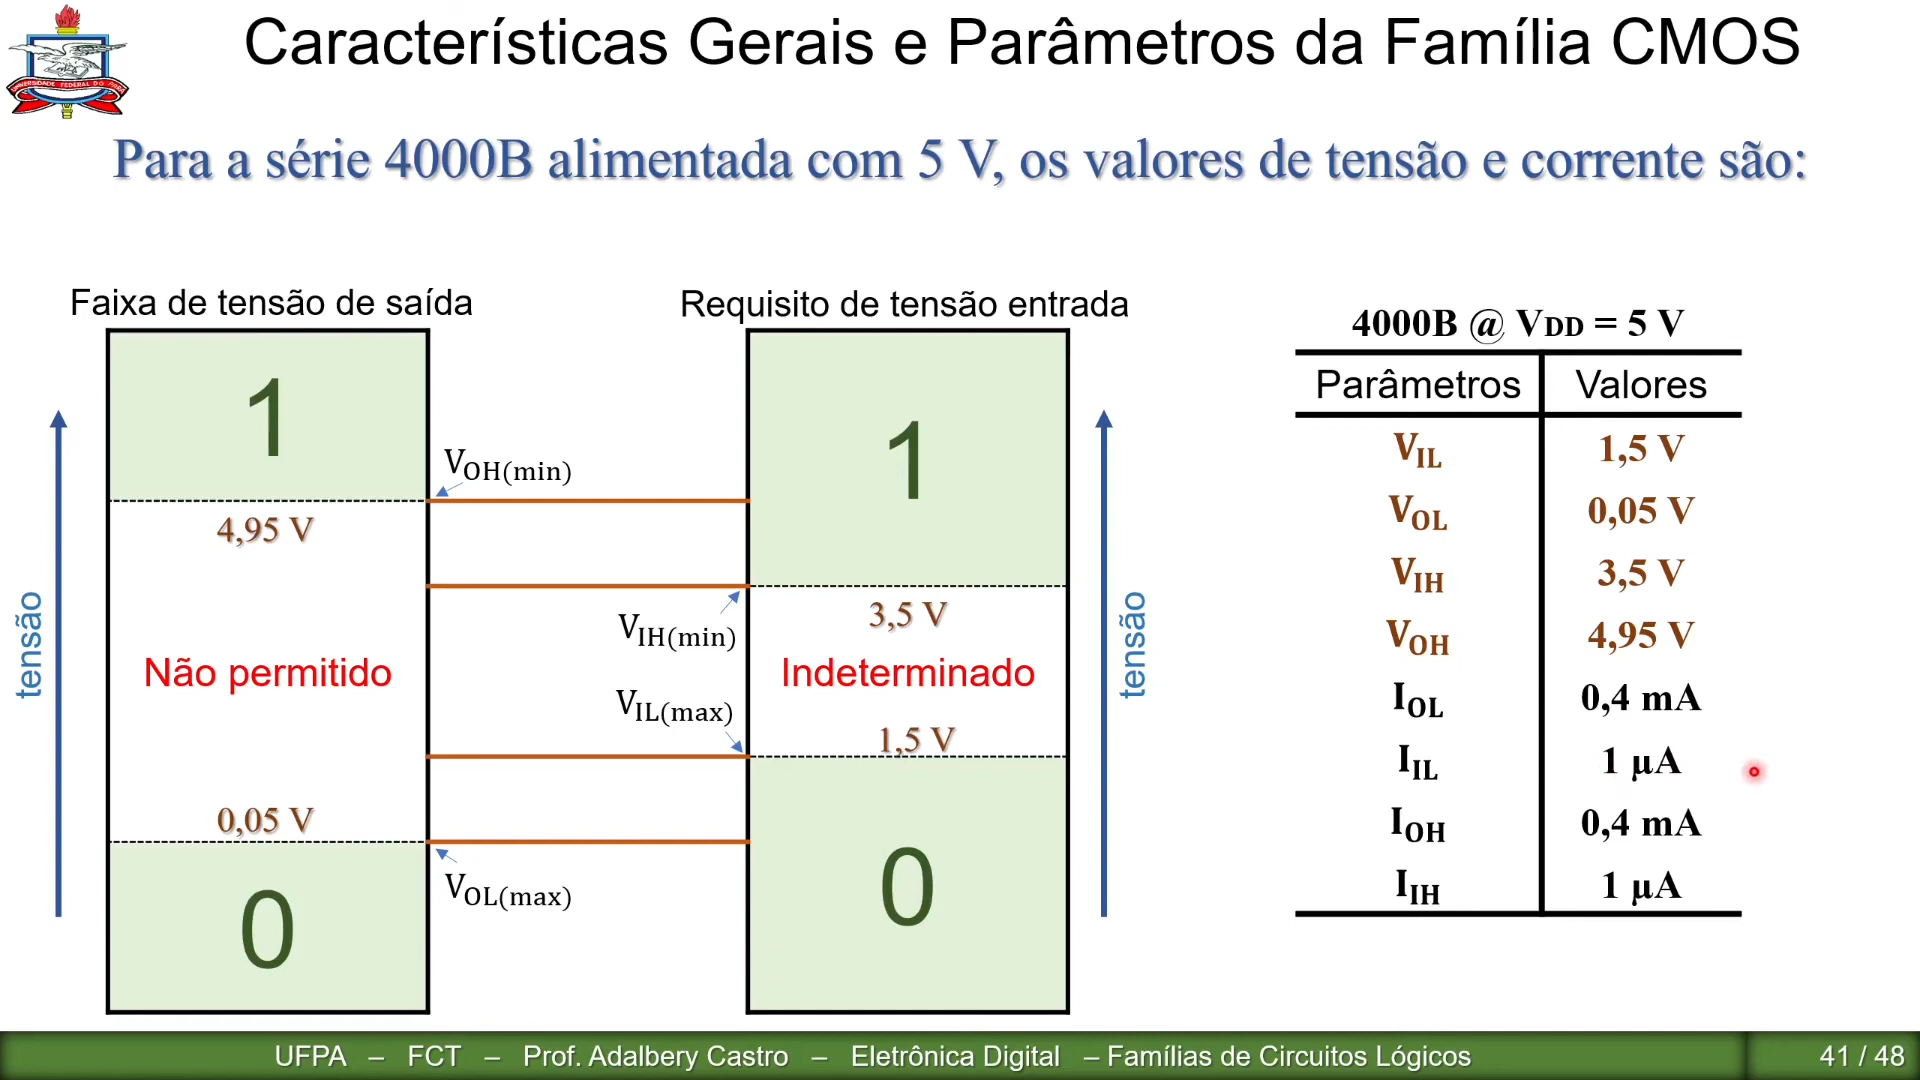 Características Gerais e Parâmetros da Família CMOS
UNIVERSIDADE FEDERAL DO PARÁ
Para a série 4000B alimentada com 5 V, os valores de tensão e corrente são:
Faixa de tensão de saída
1
4,95 V
Não permitido
0,05 V
0
tensão
VOH(min)
VIH(min)
VIL(max)
VOL(max)
Requisito de tensão entrada
1
3,5 V
Indeterminado
1,5 V
0
tensão
4000B @ VDD = 5 V
Parâmetros Valores
VIL 1,5 V
VOL 0,05 V
VIH 3,5 V
VOH 4,95 V
IOL 0,4 mA
IIL 1 µA
IOH 0,4 mA
IIH 1 µA
UFPA – FCT – Prof. Adalbery Castro – Eletrônica Digital – Famílias de Circuitos Lógicos
41 / 48